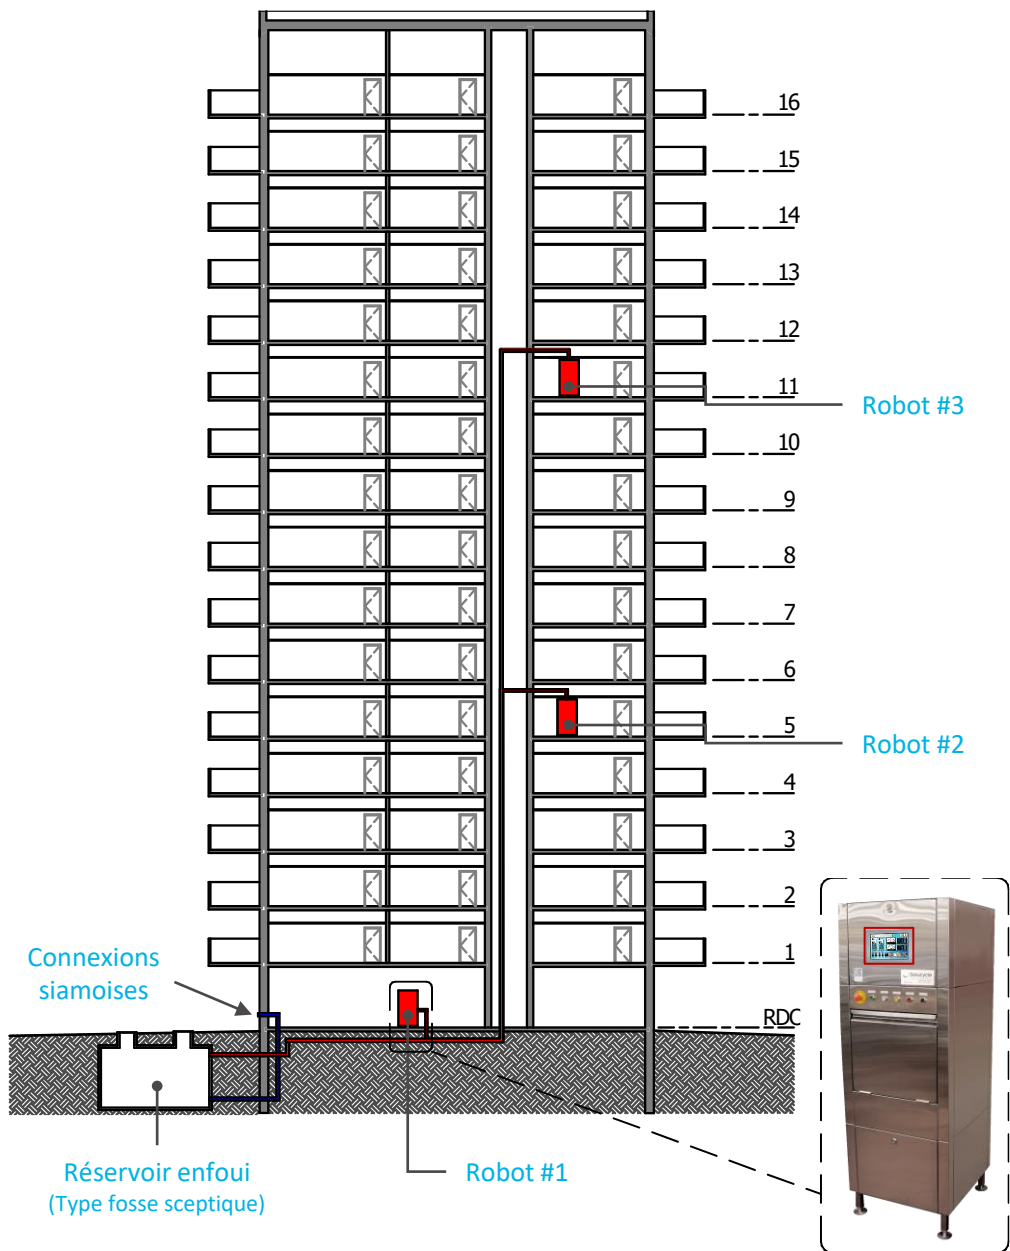 16
15
14
13
12
11
Robot #3
10
9
8
7
6
5
Robot #2
4
3
2
1
Connexions
siamoises
RDC
Réservoir enfoui
(Type fosse sceptique)
Robot #1